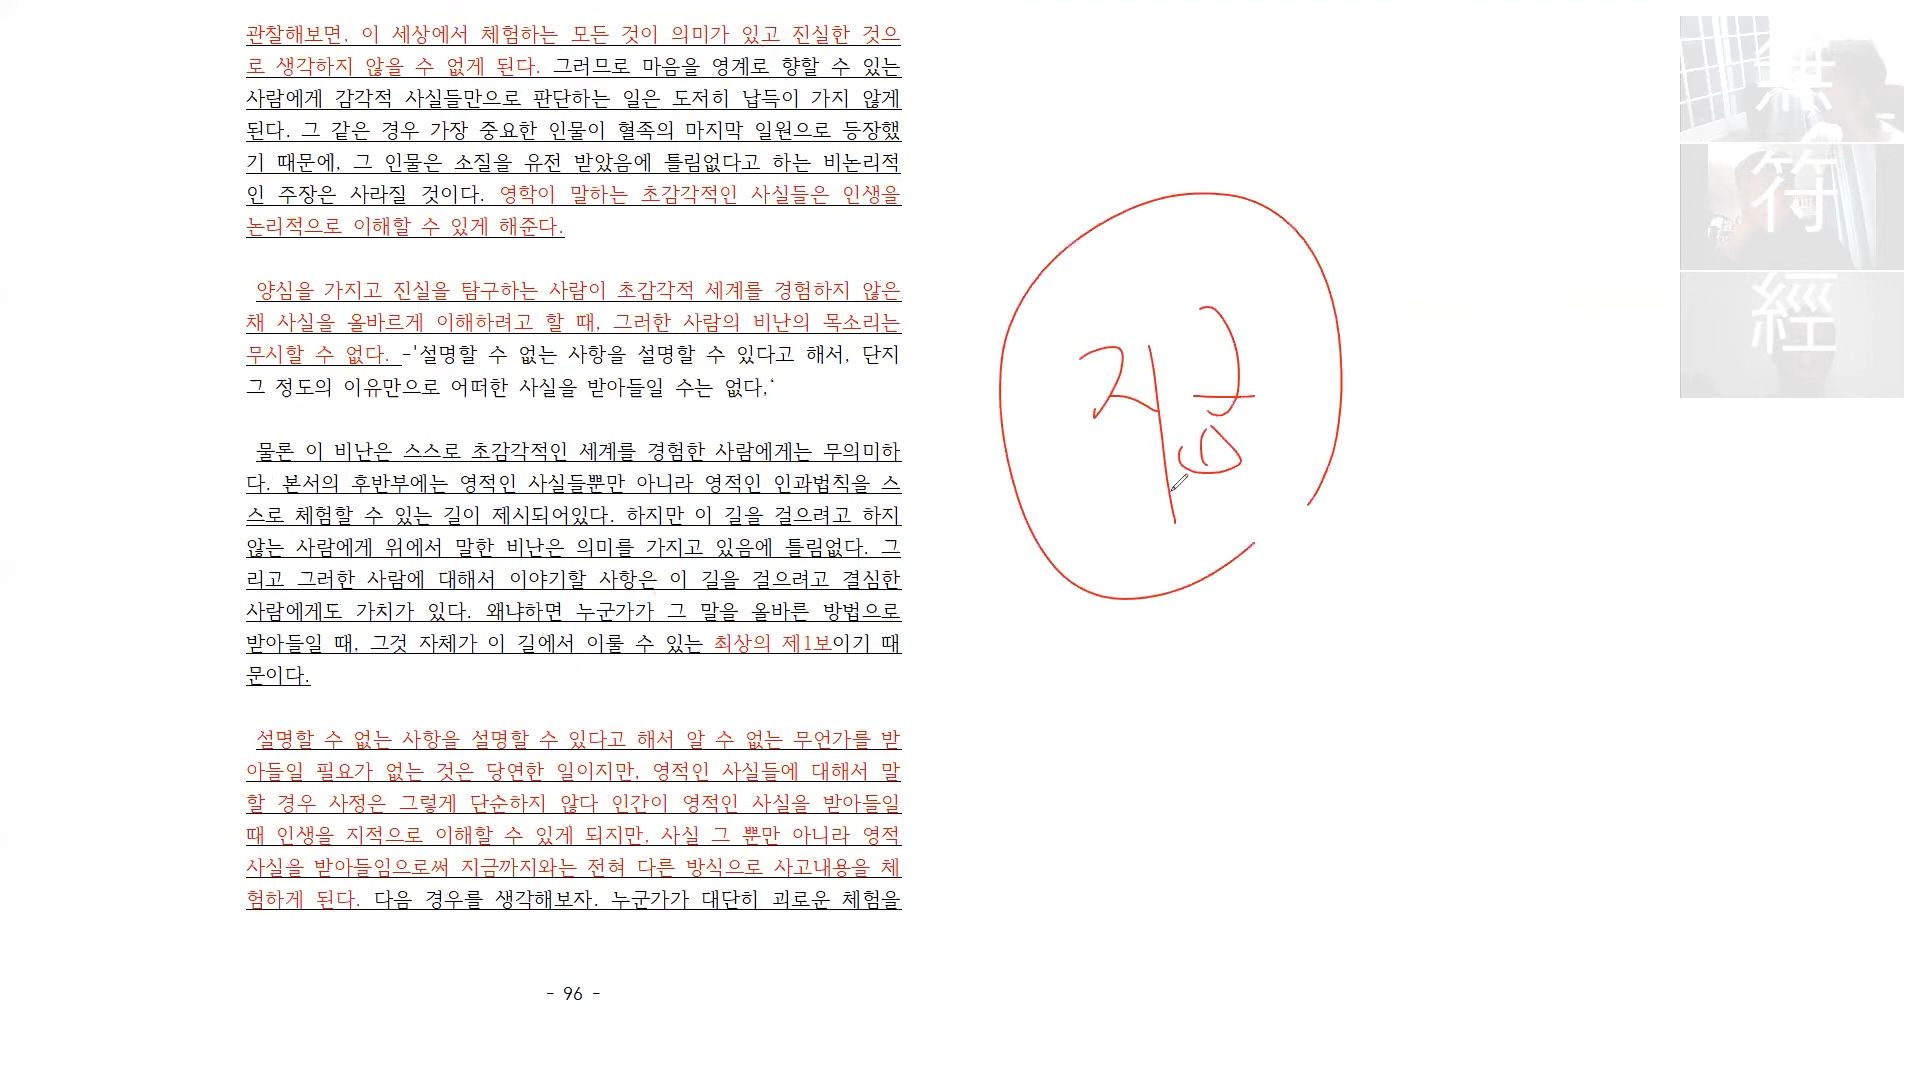 관찰해보면, 이 세상에서 체험하는 모든 것이 의미가 있고 진실한 것으
로 생각하지 않을 수 없게 된다. 그러므로 마음을 영계로 향할 수 있는
사람에게 감각적 사실들만으로 판단하는 일은 도저히 납득이 가지 않게
된다. 그 같은 경우 가장 중요한 인물이 혈족의 마지막 일원으로 등장했
기 때문에, 그 인물은 소질을 유전 받았음에 틀림없다고 하는 비논리적
인 주장은 사라질 것이다. 영학이 말하는 초감각적인 사실들은 인생을
논리적으로 이해할 수 있게 해준다.
양심을 가지고 진실을 탐구하는 사람이 초감각적 세계를 경험하지 않은
채 사실을 올바르게 이해하려고 할 때, 그러한 사람의 비난의 목소리는
무시할 수 없다. -'설명할 수 없는 사항을 설명할 수 있다고 해서, 단지
그 정도의 이유만으로 어떠한 사실을 받아들일 수는 없다,‘
물론 이 비난은 스스로 초감각적인 세계를 경험한 사람에게는 무의미하
다. 본서의 후반부에는 영적인 사실들뿐만 아니라 영적인 인과법칙을 스
스로 체험할 수 있는 길이 제시되어있다. 하지만 이 길을 걸으려고 하지
않는 사람에게 위에서 말한 비난은 의미를 가지고 있음에 틀림없다. 그
리고 그러한 사람에 대해서 이야기할 사항은 이 길을 걸으려고 결심한
사람에게도 가치가 있다. 왜냐하면 누군가가 그 말을 올바른 방법으로
받아들일 때, 그것 자체가 이 길에서 이룰 수 있는 최상의 제1보이기 때
문이다.
설명할 수 없는 사항을 설명할 수 있다고 해서 알 수 없는 무언가를 받
아들일 필요가 없는 것은 당연한 일이지만, 영적인 사실들에 대해서 말
할 경우 사정은 그렇게 단순하지 않다 인간이 영적인 사실을 받아들일
때 인생을 지적으로 이해할 수 있게 되지만, 사실 그 뿐만 아니라 영적
사실을 받아들임으로써 지금까지와는 전혀 다른 방식으로 사고내용을 체
험하게 된다. 다음 경우를 생각해보자. 누군가가 대단히 괴로운 체험을
- 96 -
符
經